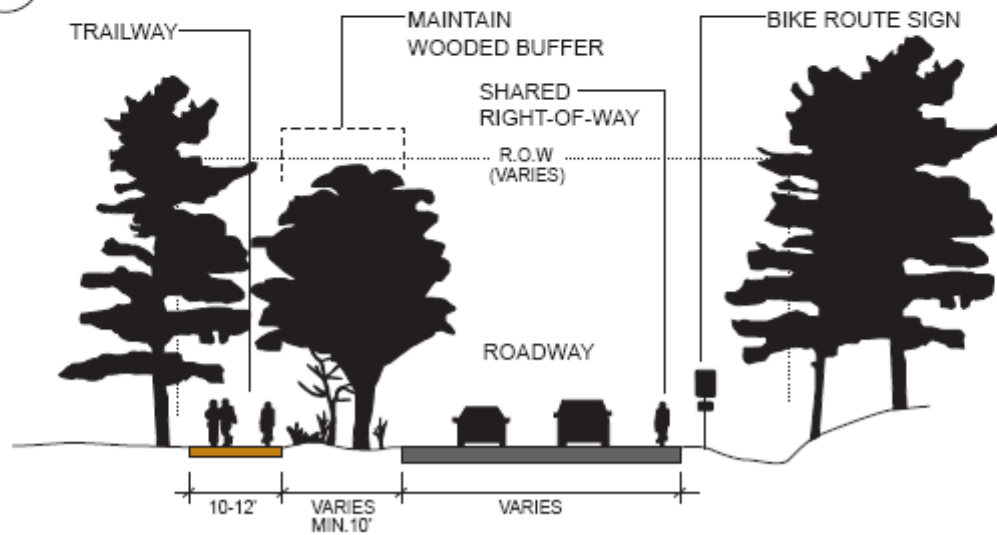 TRAILWAY
MAINTAIN
WOODED BUFFER
BIKE ROUTE SIGN
SHARED
RIGHT-OF-WAY
R.O.W
(VARIES)
ROADWAY
10-12'
VARIES
MIN.10'
VARIES